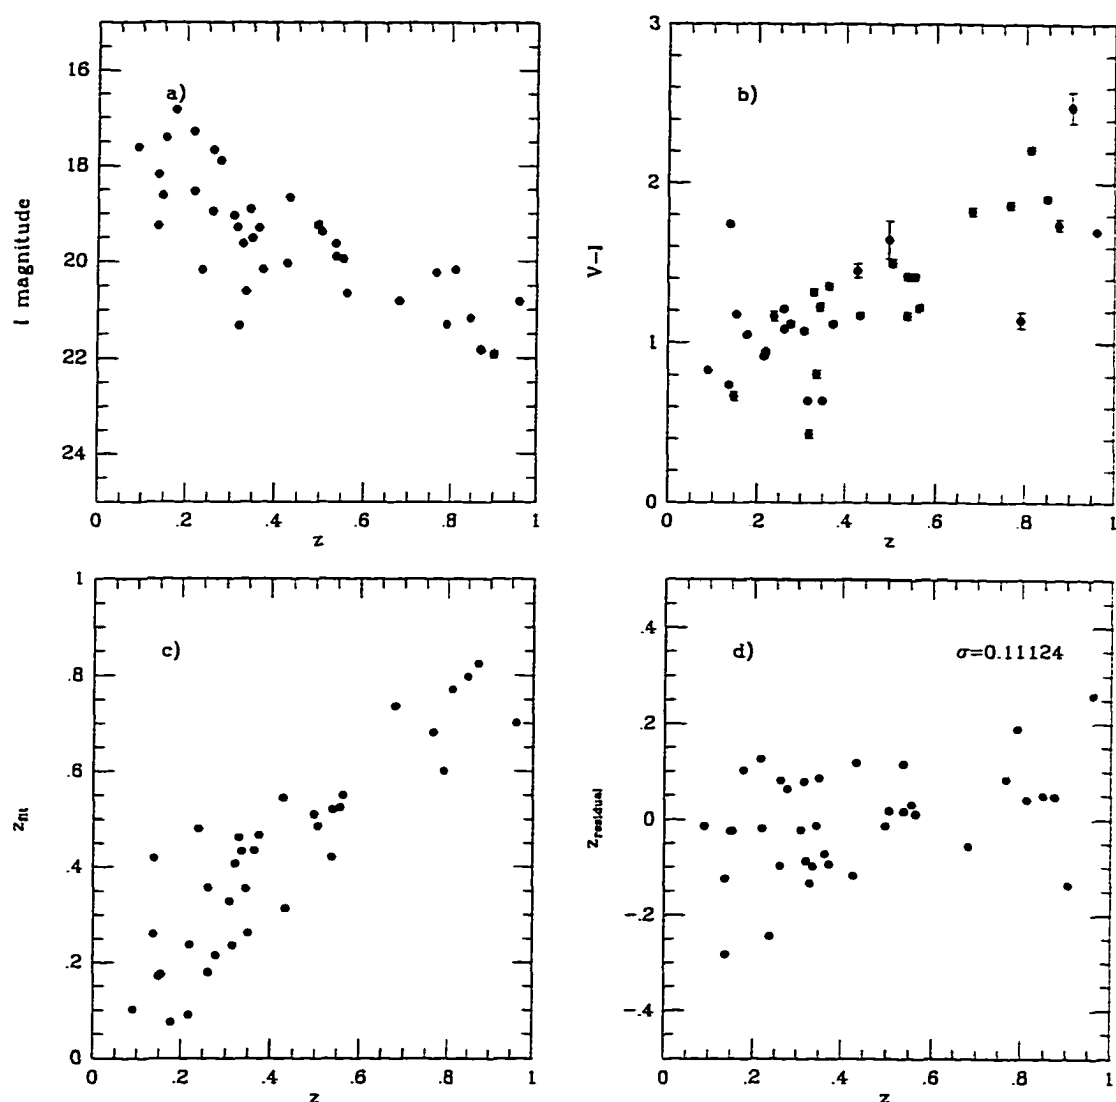 a)
I magnitude
16
18
20
22
24
0 .2 .4 .6 .8 1
z
b)
V-I
3
2
1
0
0 .2 .4 .6 .8 1
z
c)
z_fit
1
.8
.6
.4
.2
0
0 .2 .4 .6 .8 1
z
d)
σ=0.11124
z_residual
.4
.2
0
-.2
-.4
0 .2 .4 .6 .8 1
z